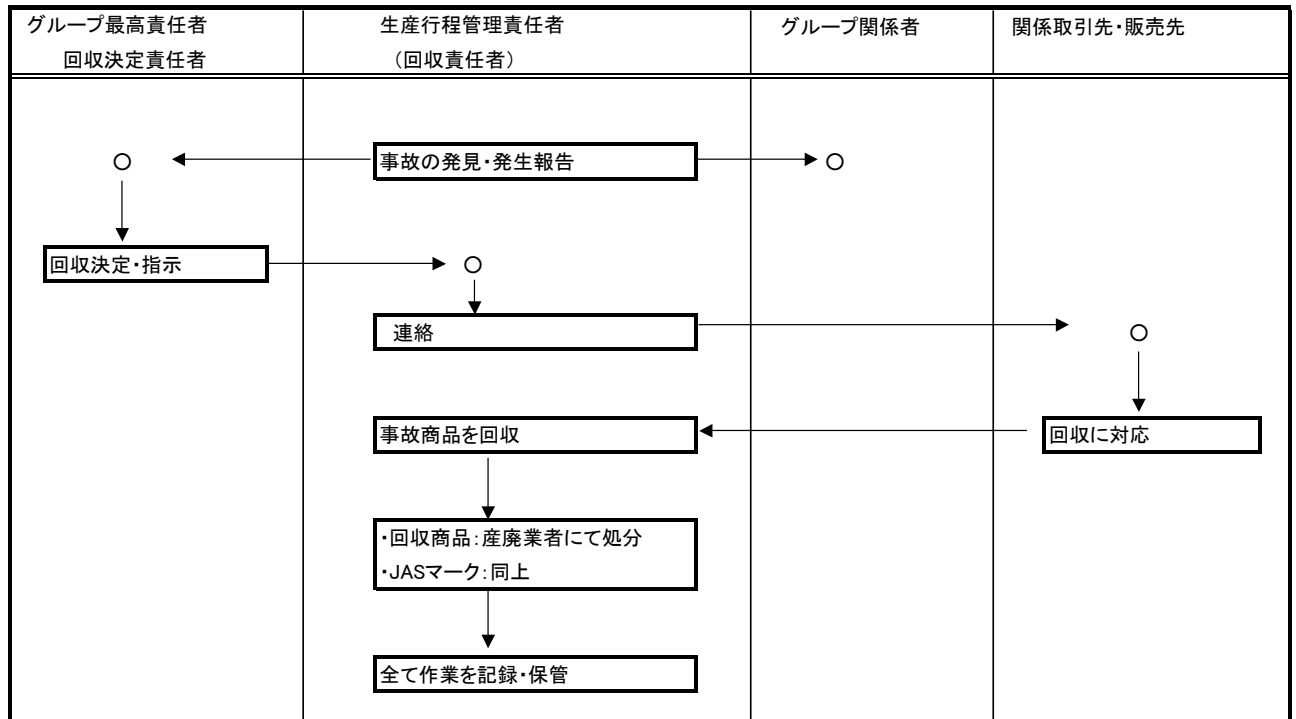 グループ最高責任者
回収決定責任者
生産行程管理責任者
（回収責任者）
グループ関係者
関係取引先・販売先
○
事故の発見・発生報告
○
回収決定・指示
○
連絡
○
事故商品を回収
回収に対応
・回収商品：産廃業者にて処分
・JASマーク：同上
全て作業を記録・保管